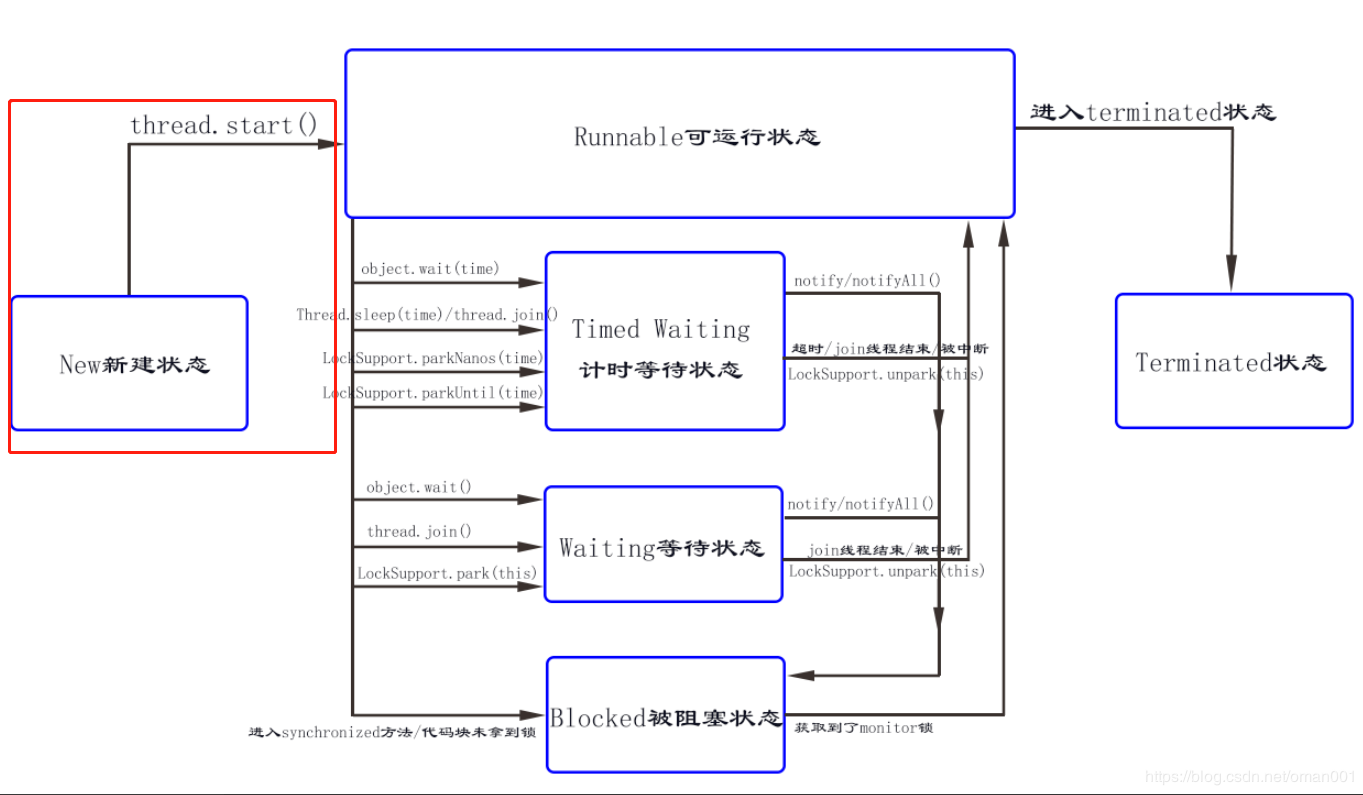 thread.start()
Runnable可运行状态
进入terminated状态
New新建状态
object.wait(time)
Thread.sleep(time)/thread.join()
LockSupport.parkNanos(time)
LockSupport.parkUntil(time)
Timed Waiting
计时等待状态
notify/notifyAll()
超时/join线程结束/被中断
LockSupport.unpark(this)
Terminated状态
object.wait()
thread.join()
LockSupport.park(this)
Waiting等待状态
notify/notifyAll()
join线程结束/被中断
LockSupport.unpark(this)
进入synchronized方法/代码块未拿到锁
Blocked被阻塞状态
获取到了monitor锁
https://blog.csdn.net/oman001